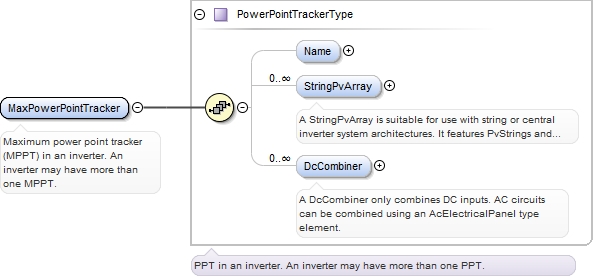 PowerPointTrackerType
Name
0..∞
StringPvArray
A StringPvArray is suitable for use with string or central
inverter system architectures. It features PvStrings and...
MaxPowerPointTracker
Maximum power point tracker
(MPPT) in an inverter. An
inverter may have more than
one MPPT.
0..∞
DcCombiner
A DcCombiner only combines DC inputs. AC circuits
can be combined using an AcElectricalPanel type
element.
PPT in an inverter. An inverter may have more than one PPT.